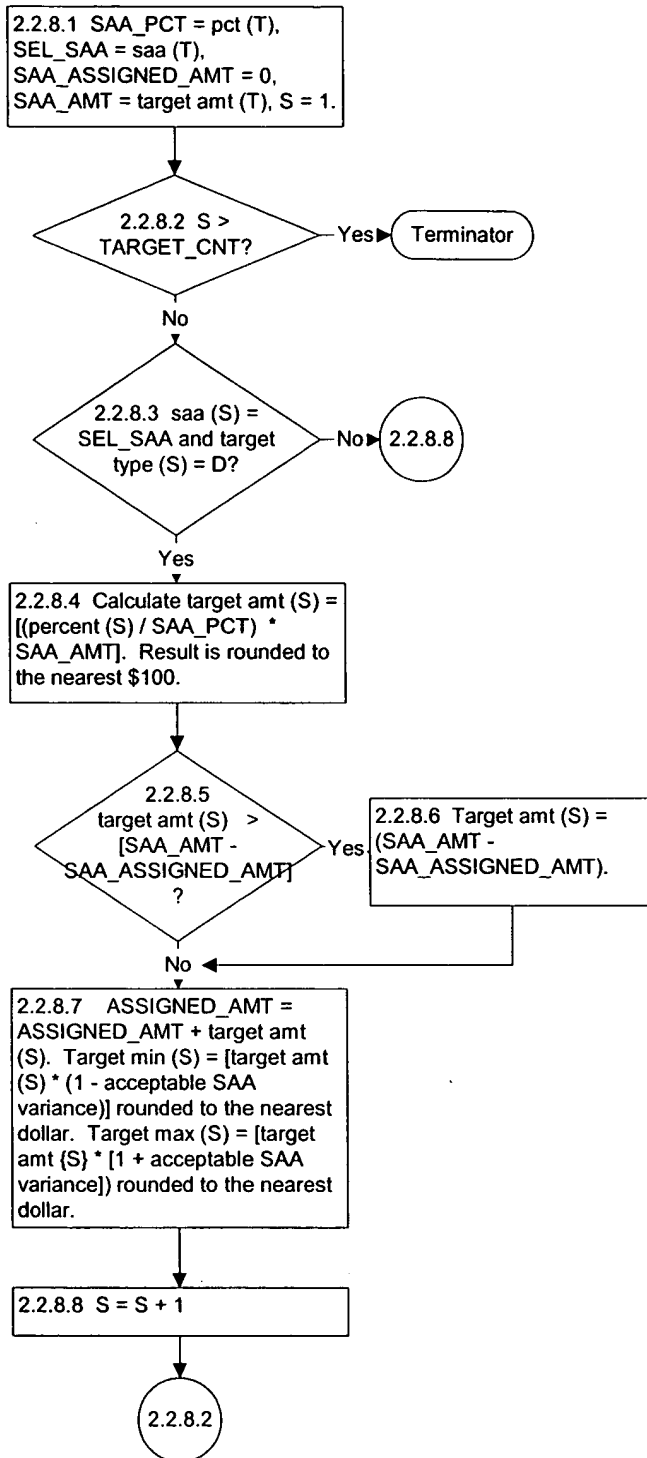 2.2.8.1 SAA_PCT = pct (T),
SEL_SAA = saa (T),
SAA_ASSIGNED_AMT = 0,
SAA_AMT = target amt (T), S = 1.
2.2.8.2 S >
TARGET_CNT?
Yes
Terminator
No
2.2.8.3 saa (S) =
SEL_SAA and target
type (S) = D?
No
2.2.8.8
Yes
2.2.8.4 Calculate target amt (S) =
[(percent (S) / SAA_PCT) *
SAA_AMT]. Result is rounded to
the nearest $100.
2.2.8.5
target amt (S) >
[SAA_AMT -
SAA_ASSIGNED_AMT]
?
Yes
2.2.8.6 Target amt (S) =
(SAA_AMT -
SAA_ASSIGNED_AMT).
No
2.2.8.7 ASSIGNED_AMT =
ASSIGNED_AMT + target amt
(S). Target min (S) = [target amt
(S) * (1 - acceptable SAA
variance)] rounded to the nearest
dollar. Target max (S) = [target
amt {S} * [1 + acceptable SAA
variance]) rounded to the nearest
dollar.
2.2.8.8 S = S + 1
2.2.8.2